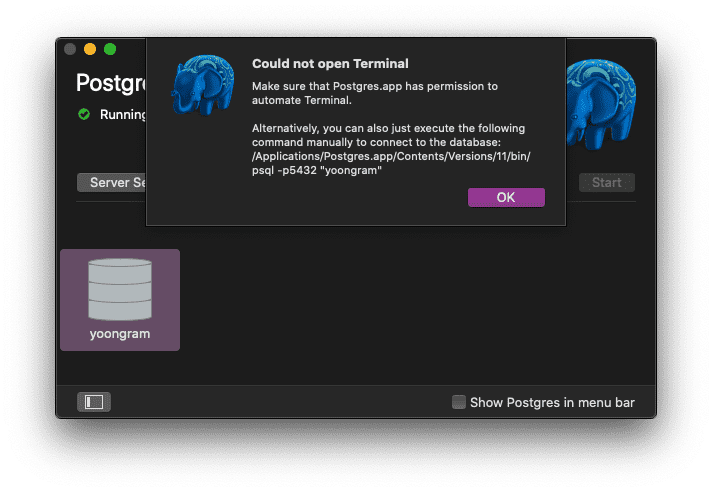 Could not open Terminal
Make sure that Postgres.app has permission to
automate Terminal.
Alternatively, you can also just execute the following
command manually to connect to the database:
/Applications/Postgres.app/Contents/Versions/11/bin/
psql -p5432 "yoongram"
OK
Postgr
Running
Server Se
Start
yoongram
Show Postgres in menu bar